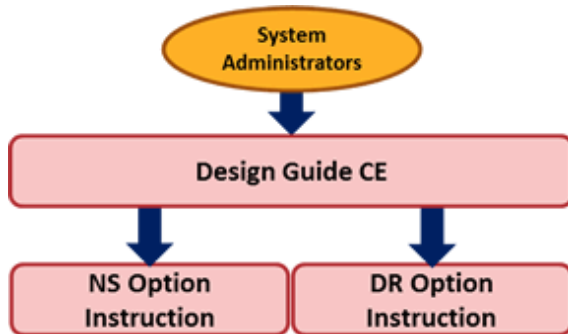 System
Administrators
Design Guide CE
NS Option
Instruction
DR Option
Instruction